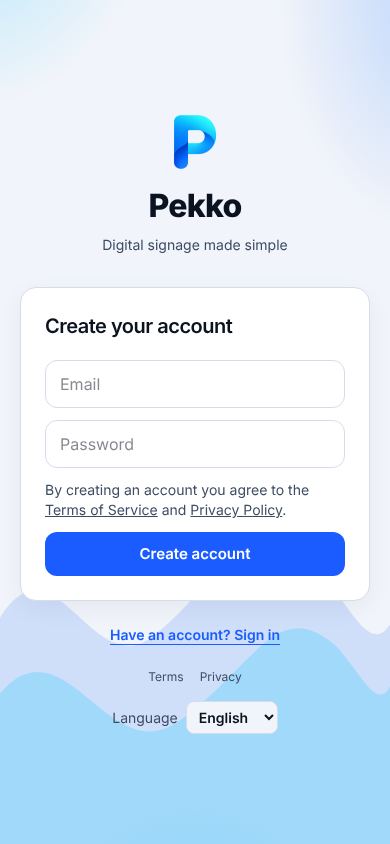 Pekko
Digital signage made simple
Create your account
Email
Password
By creating an account you agree to the
Terms of Service and Privacy Policy.
Create account
Have an account? Sign in
Terms Privacy
Language English